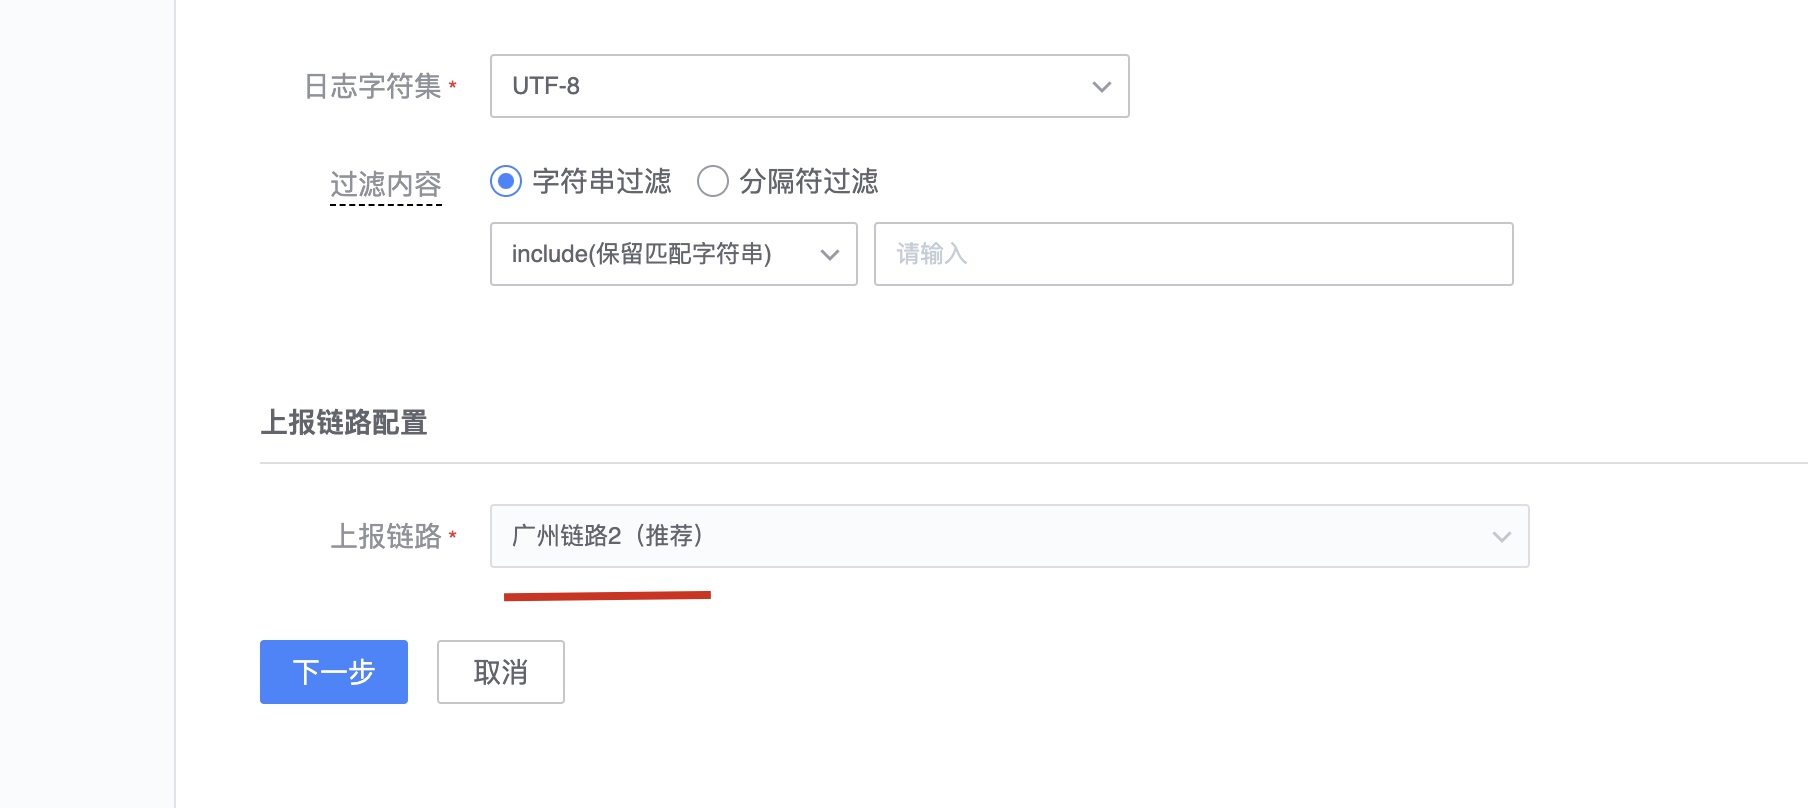 日志字符集 * UTF-8
过滤内容 字符串过滤 分隔符过滤
include(保留匹配字符串) 请输入
上报链路配置
上报链路 * 广州链路2（推荐）
下一步 取消